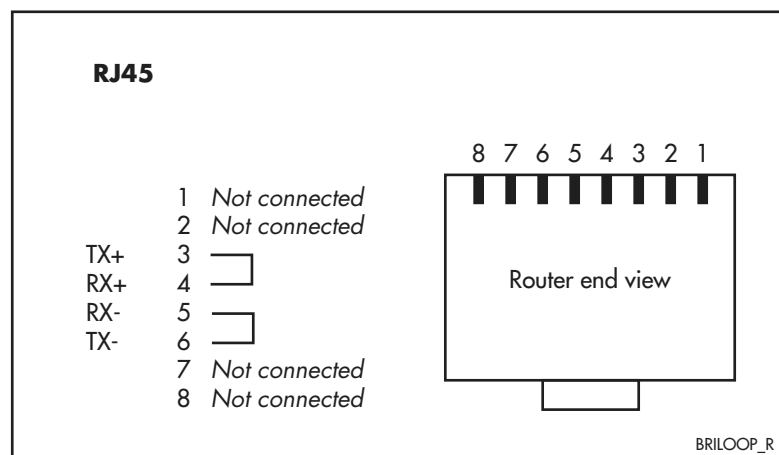 RJ45
8 7 6 5 4 3 2 1
1 Not connected
2 Not connected
TX+ 3
RX+ 4
RX- 5
TX- 6
7 Not connected
8 Not connected
Router end view
BRILOOP_R